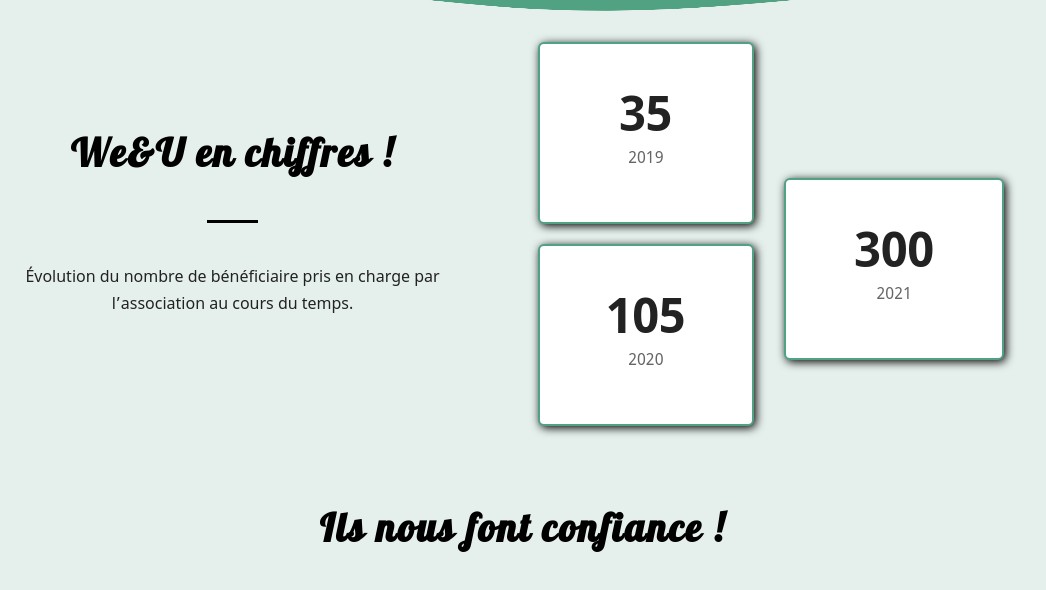 We&U en chiffres !
Évolution du nombre de bénéficiaire pris en charge par
l’association au cours du temps.
35
2019
105
2020
300
2021
Ils nous font confiance !